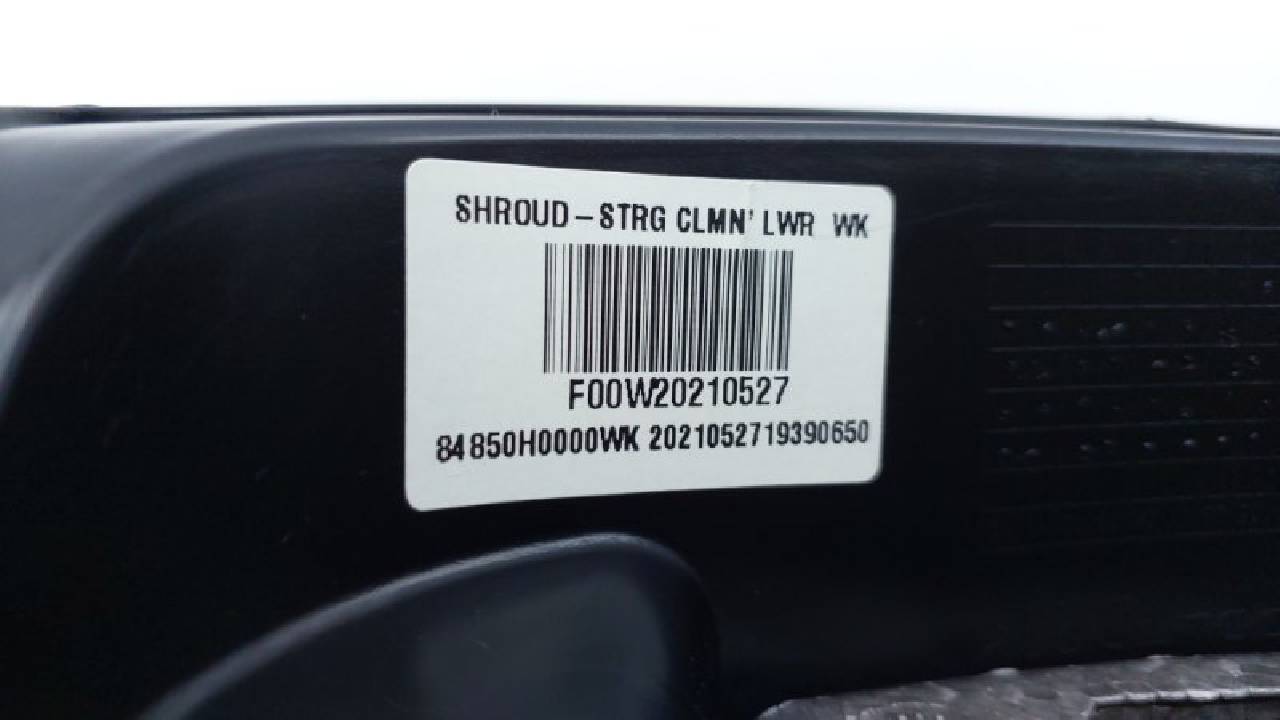 SHROUD-STRG CLMN' LWR WK
F00W20210527
84850H0000WK 2021052719390650